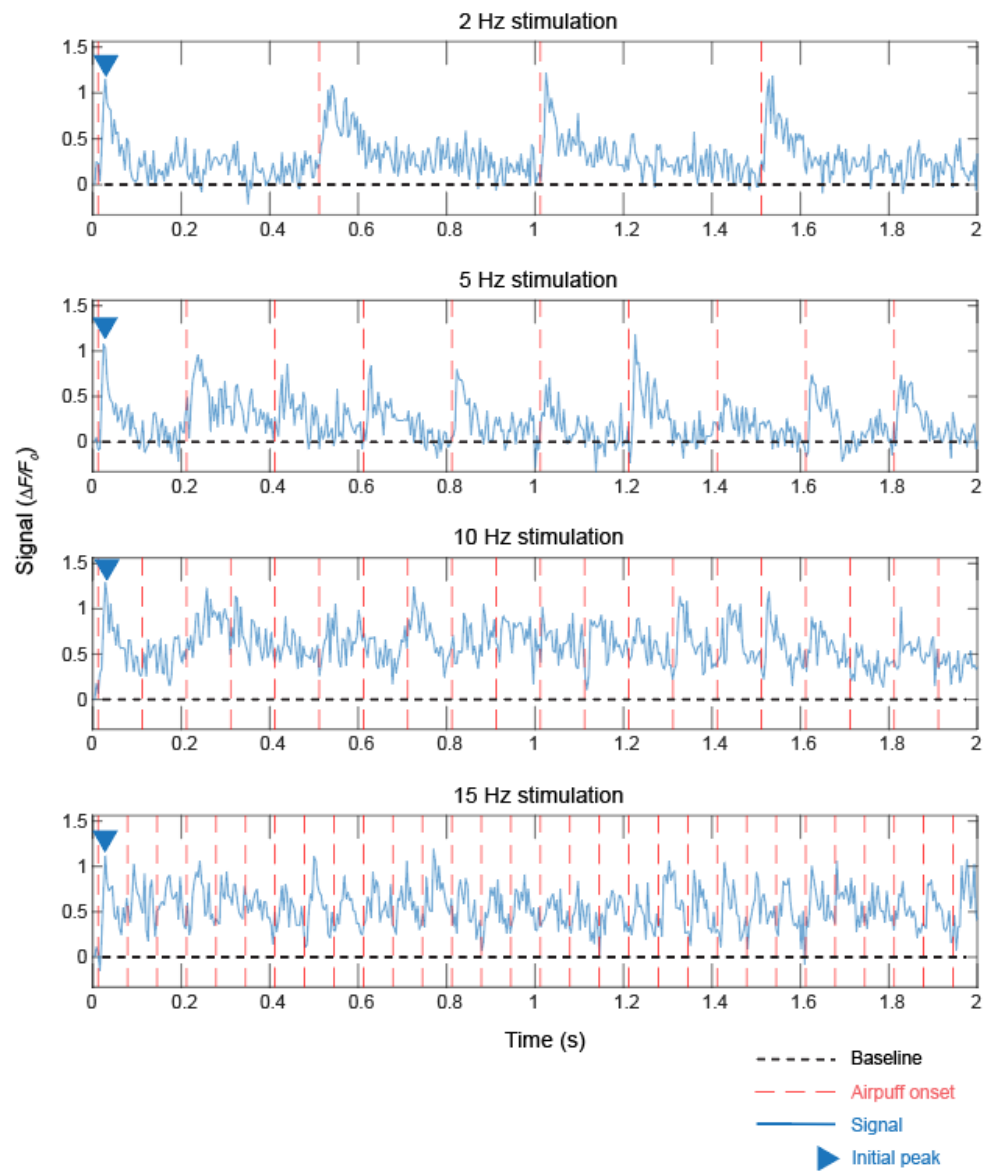 2 Hz stimulation
1.5
1
0.5
0
0 0.2 0.4 0.6 0.8 1 1.2 1.4 1.6 1.8 2
5 Hz stimulation
1.5
1
0.5
0
0 0.2 0.4 0.6 0.8 1 1.2 1.4 1.6 1.8 2
Signal (ΔF/Fₒ)
10 Hz stimulation
1.5
1
0.5
0
0 0.2 0.4 0.6 0.8 1 1.2 1.4 1.6 1.8 2
15 Hz stimulation
1.5
1
0.5
0
0 0.2 0.4 0.6 0.8 1 1.2 1.4 1.6 1.8 2
Time (s)
Baseline
Airpuff onset
Signal
Initial peak